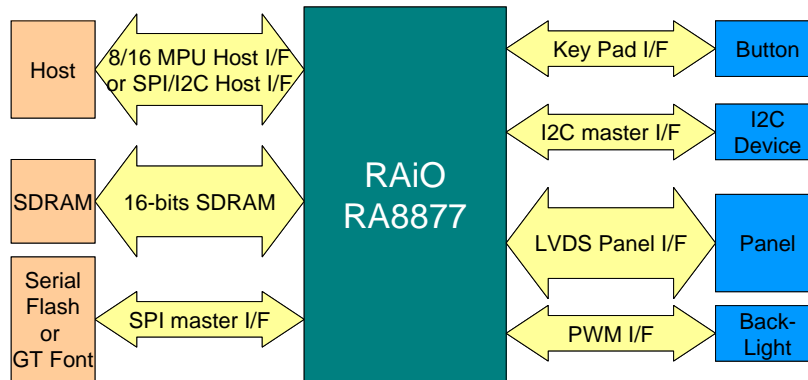 Host
8/16 MPU Host I/F
or SPI/I2C Host I/F
SDRAM
16-bits SDRAM
Serial
Flash
or
GT Font
SPI master I/F
RAiO
RA8877
Key Pad I/F
Button
I2C master I/F
I2C
Device
LVDS Panel I/F
Panel
PWM I/F
Back-
Light